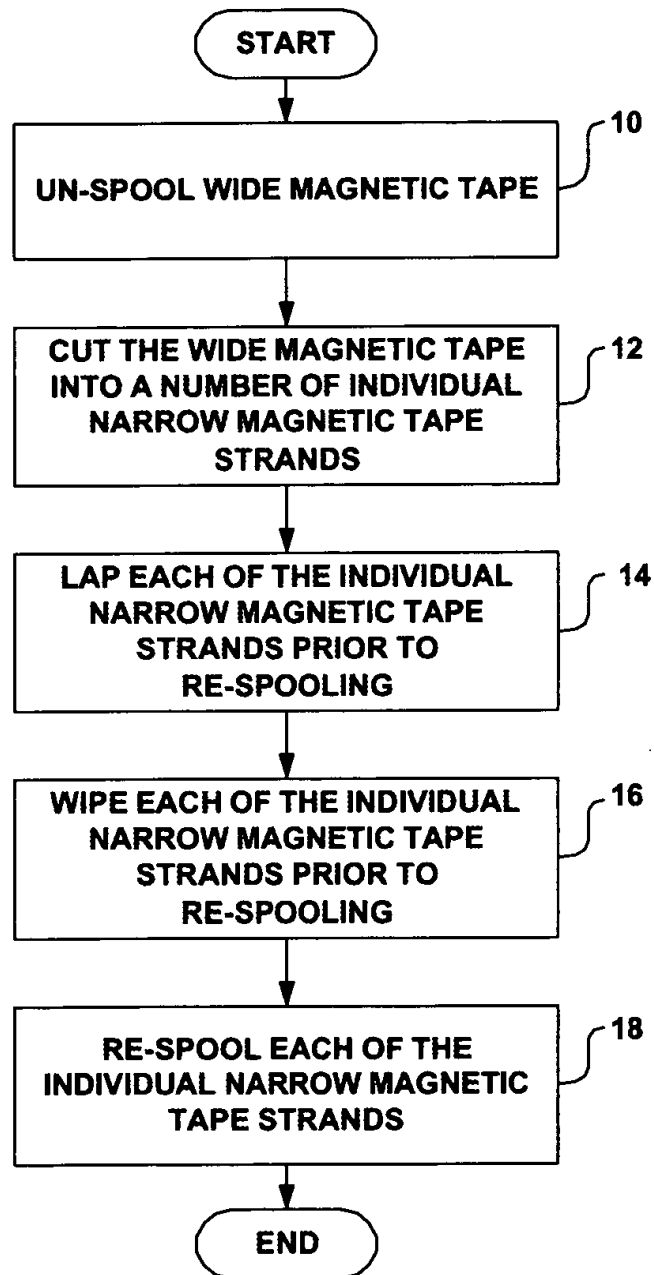 START
10
UN-SPOOL WIDE MAGNETIC TAPE
12
CUT THE WIDE MAGNETIC TAPE
INTO A NUMBER OF INDIVIDUAL
NARROW MAGNETIC TAPE
STRANDS
14
LAP EACH OF THE INDIVIDUAL
NARROW MAGNETIC TAPE
STRANDS PRIOR TO
RE-SPOOLING
16
WIPE EACH OF THE INDIVIDUAL
NARROW MAGNETIC TAPE
STRANDS PRIOR TO
RE-SPOOLING
18
RE-SPOOL EACH OF THE
INDIVIDUAL NARROW MAGNETIC
TAPE STRANDS
END